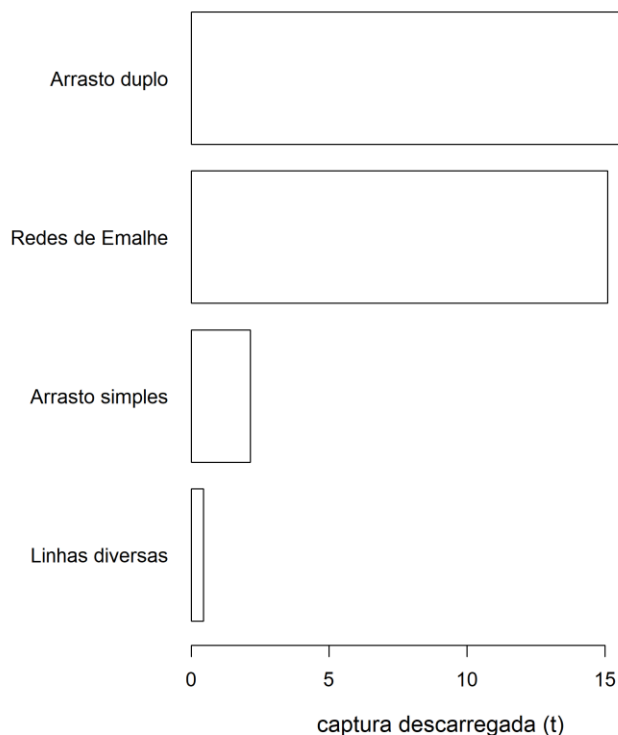 Arrasto duplo
Redes de Emalhe
Arrasto simples
Linhas diversas
0 5 10 15
captura descarregada (t)